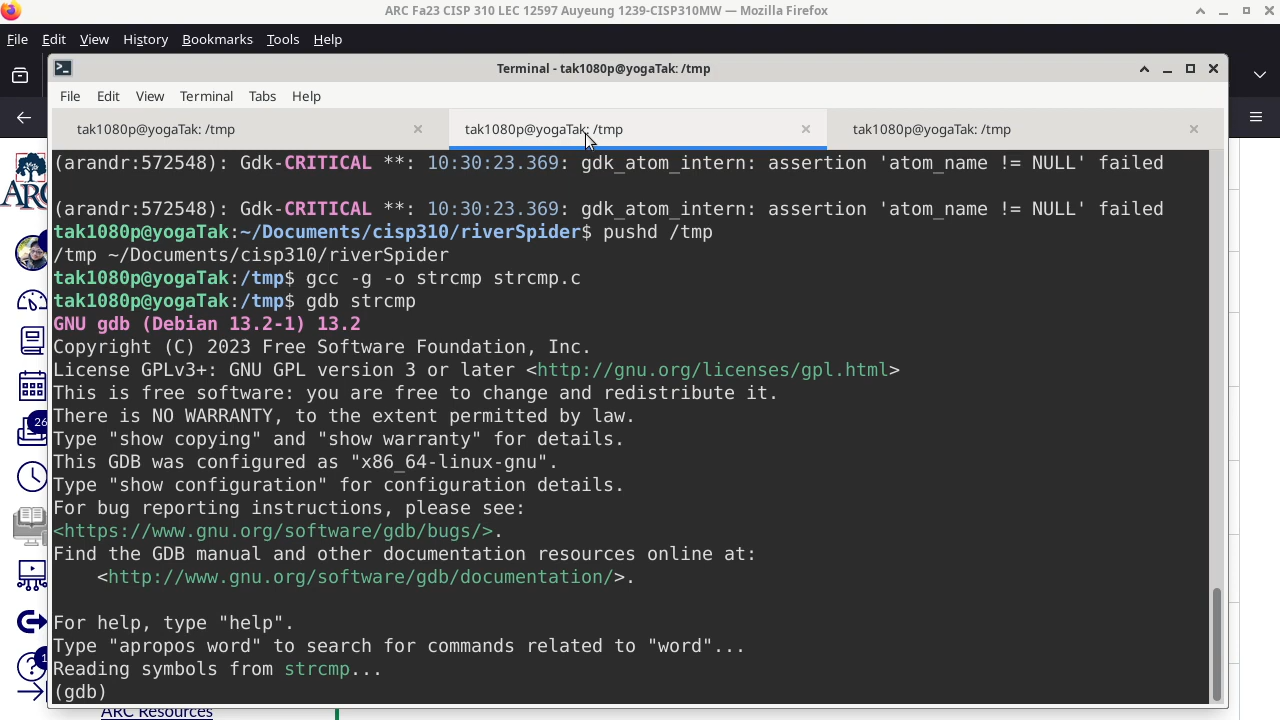 ARC Fa23 CISP 310 LEC 12597 Auyeung 1239-CISP310MW — Mozilla Firefox
File Edit View History Bookmarks Tools Help
Terminal - tak1080p@yogaTak: /tmp
File Edit View Terminal Tabs Help
tak1080p@yogaTak: /tmp
tak1080p@yogaTak: /tmp
tak1080p@yogaTak: /tmp
(arandr:572548): Gdk-CRITICAL **: 10:30:23.369: gdk_atom_intern: assertion 'atom_name != NULL' failed
(arandr:572548): Gdk-CRITICAL **: 10:30:23.369: gdk_atom_intern: assertion 'atom_name != NULL' failed
tak1080p@yogaTak:~/Documents/cisp310/riverSpider$ pushd /tmp
/tmp ~/Documents/cisp310/riverSpider
tak1080p@yogaTak:/tmp$ gcc -g -o strcmp strcmp.c
tak1080p@yogaTak:/tmp$ gdb strcmp
GNU gdb (Debian 13.2-1) 13.2
Copyright (C) 2023 Free Software Foundation, Inc.
License GPLv3+: GNU GPL version 3 or later <http://gnu.org/licenses/gpl.html>
This is free software: you are free to change and redistribute it.
There is NO WARRANTY, to the extent permitted by law.
Type "show copying" and "show warranty" for details.
This GDB was configured as "x86_64-linux-gnu".
Type "show configuration" for configuration details.
For bug reporting instructions, please see:
<https://www.gnu.org/software/gdb/bugs/>.
Find the GDB manual and other documentation resources online at:
    <http://www.gnu.org/software/gdb/documentation/>.
For help, type "help".
Type "apropos word" to search for commands related to "word"...
Reading symbols from strcmp...
(gdb)
ARC
26
1
ARC Resources